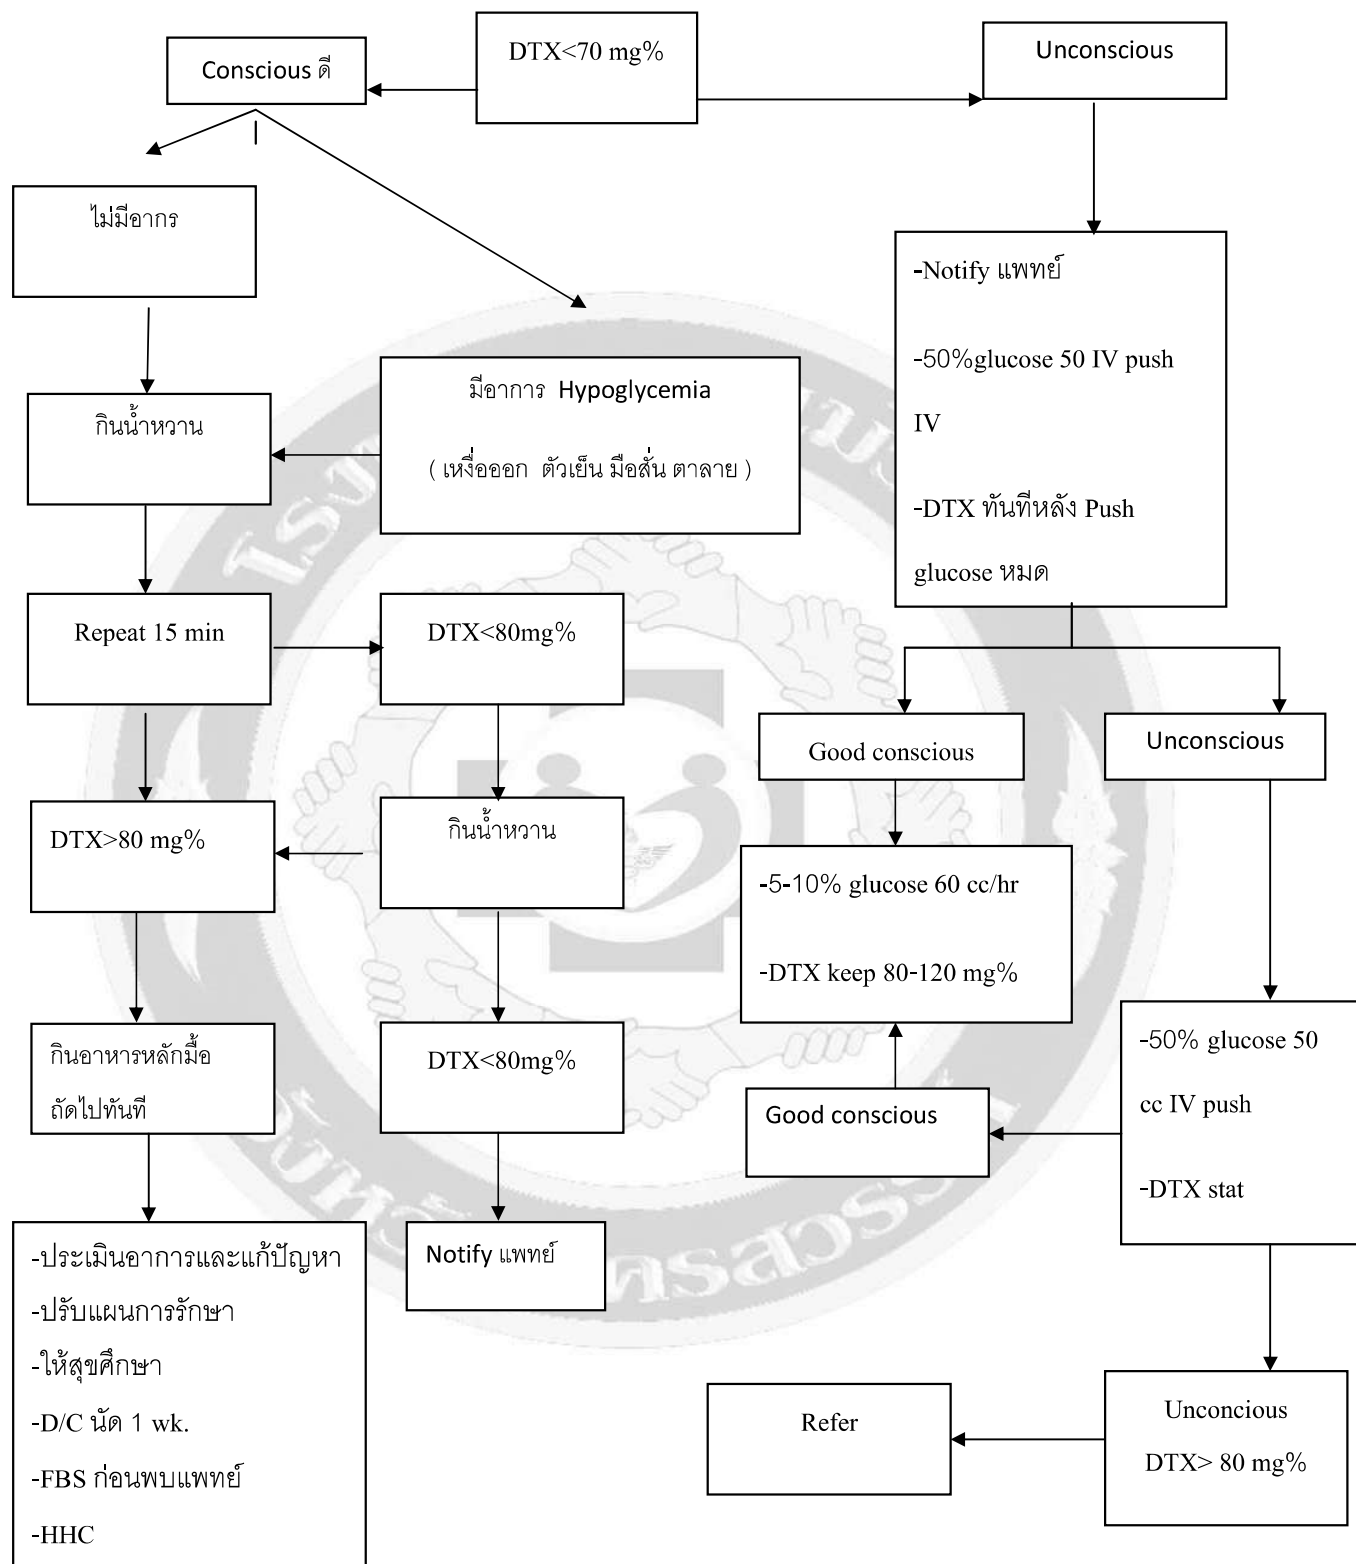 DTX<70 mg%
Conscious ดี
Unconscious
ไม่มีอากร
-Notify แพทย์
-50%glucose 50 IV push
IV
-DTX ทันทีหลัง Push
glucose หมด
มีอาการ Hypoglycemia
( เหงื่อออก ตัวเย็น มือสั่น ตาลาย )
กินน้ำหวาน
Repeat 15 min
DTX<80mg%
Good conscious
Unconscious
DTX>80 mg%
กินน้ำหวาน
-5-10% glucose 60 cc/hr
-DTX keep 80-120 mg%
กินอาหารหลักมื้อ
ถัดไปทันที
DTX<80mg%
Good conscious
-50% glucose 50
cc IV push
-DTX stat
-ประเมินอาการและแก้ปัญหา
-ปรับแผนการรักษา
-ให้สุขศึกษา
-D/C นัด 1 wk.
-FBS ก่อนพบแพทย์
-HHC
Notify แพทย์
Refer
Unconcious
DTX> 80 mg%